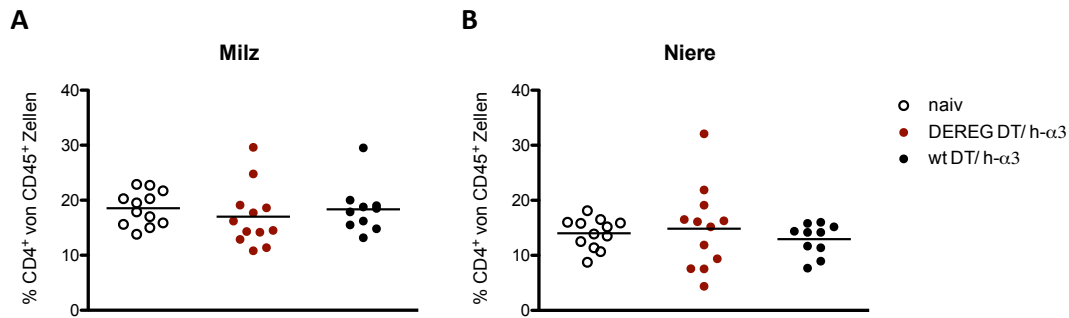 A
Milz
% CD4⁺ von CD45⁺ Zellen
40
30
20
10
0
B
Niere
% CD4⁺ von CD45⁺ Zellen
40
30
20
10
0
naiv
DEREG DT/ h-α3
wt DT/ h-α3